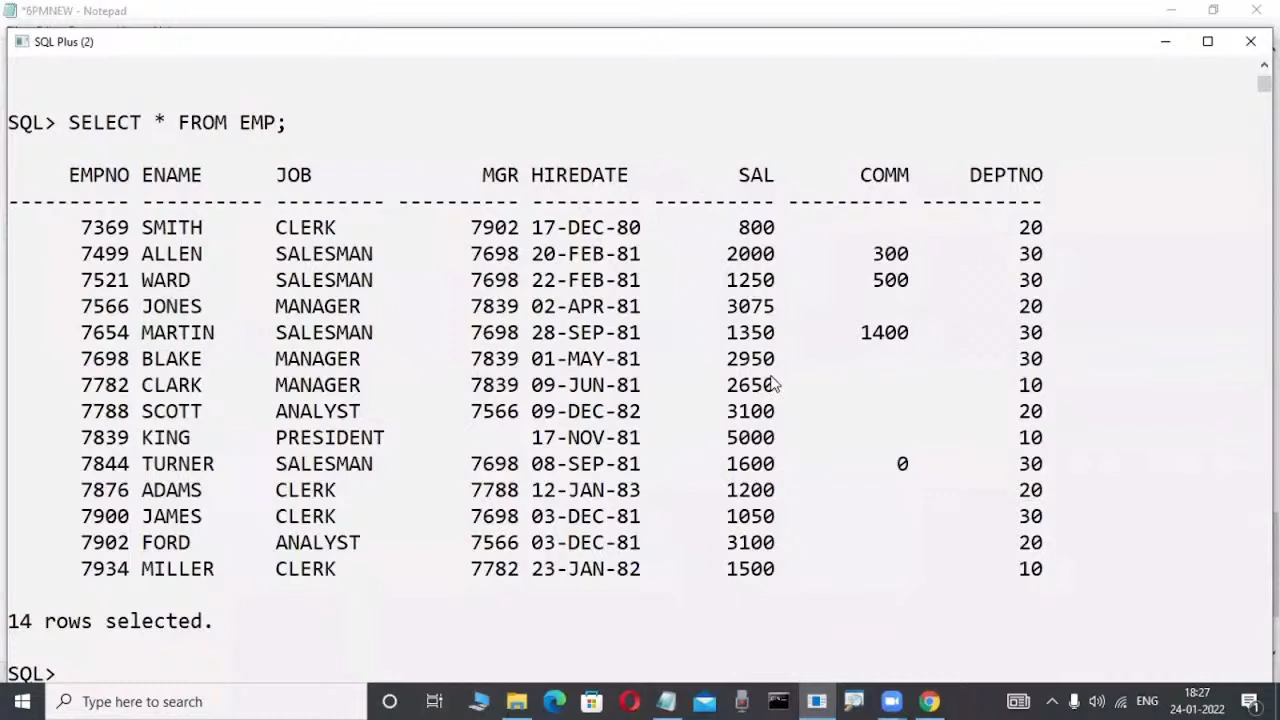 *6PMNEW - Notepad
SQL Plus (2)
SQL> SELECT * FROM EMP;
EMPNO ENAME JOB MGR HIREDATE SAL COMM DEPTNO
---------- ---------- --------- ---------- --------- ---------- ---------- ----------
7369 SMITH CLERK 7902 17-DEC-80 800 20
7499 ALLEN SALESMAN 7698 20-FEB-81 2000 300 30
7521 WARD SALESMAN 7698 22-FEB-81 1250 500 30
7566 JONES MANAGER 7839 02-APR-81 3075 20
7654 MARTIN SALESMAN 7698 28-SEP-81 1350 1400 30
7698 BLAKE MANAGER 7839 01-MAY-81 2950 30
7782 CLARK MANAGER 7839 09-JUN-81 2650 10
7788 SCOTT ANALYST 7566 09-DEC-82 3100 20
7839 KING PRESIDENT 17-NOV-81 5000 10
7844 TURNER SALESMAN 7698 08-SEP-81 1600 0 30
7876 ADAMS CLERK 7788 12-JAN-83 1200 20
7900 JAMES CLERK 7698 03-DEC-81 1050 30
7902 FORD ANALYST 7566 03-DEC-81 3100 20
7934 MILLER CLERK 7782 23-JAN-82 1500 10
14 rows selected.
SQL>
Type here to search
ENG
18:27
24-01-2022
1